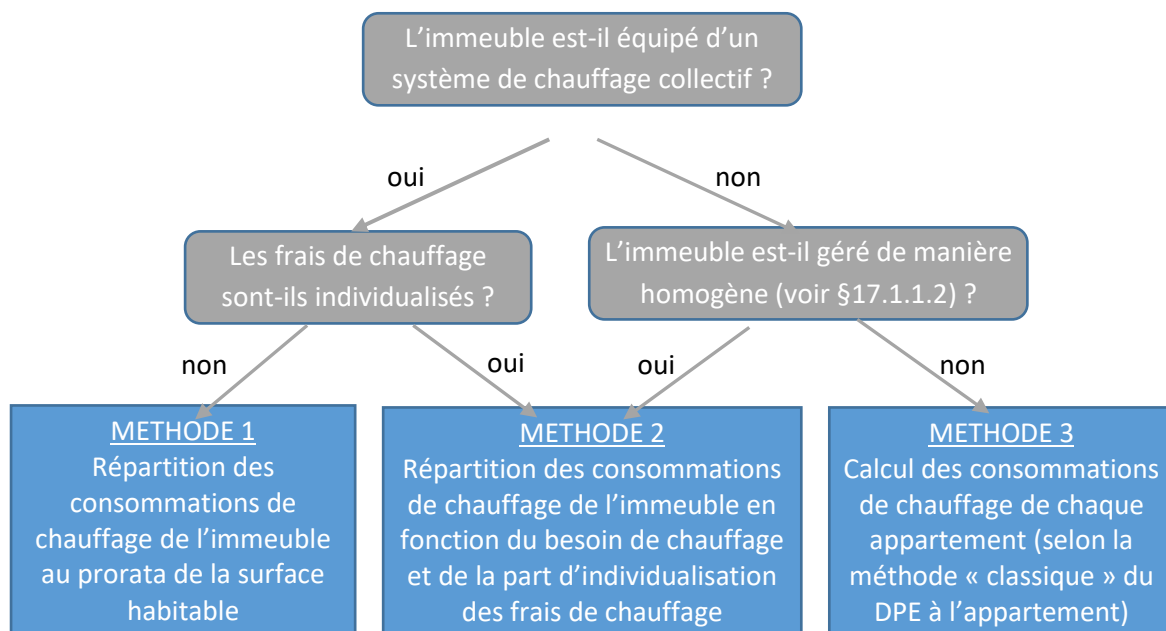 L'immeuble est-il équipé d'un
système de chauffage collectif ?
oui
non
Les frais de chauffage
sont-ils individualisés ?
L'immeuble est-il géré de manière
homogène (voir §17.1.1.2) ?
non
oui
oui
non
METHODE 1
Répartition des
consommations de
chauffage de l'immeuble
au prorata de la surface
habitable
METHODE 2
Répartition des consommations
de chauffage de l'immeuble en
fonction du besoin de chauffage
et de la part d'individualisation
des frais de chauffage
METHODE 3
Calcul des consommations
de chauffage de chaque
appartement (selon la
méthode « classique » du
DPE à l'appartement)